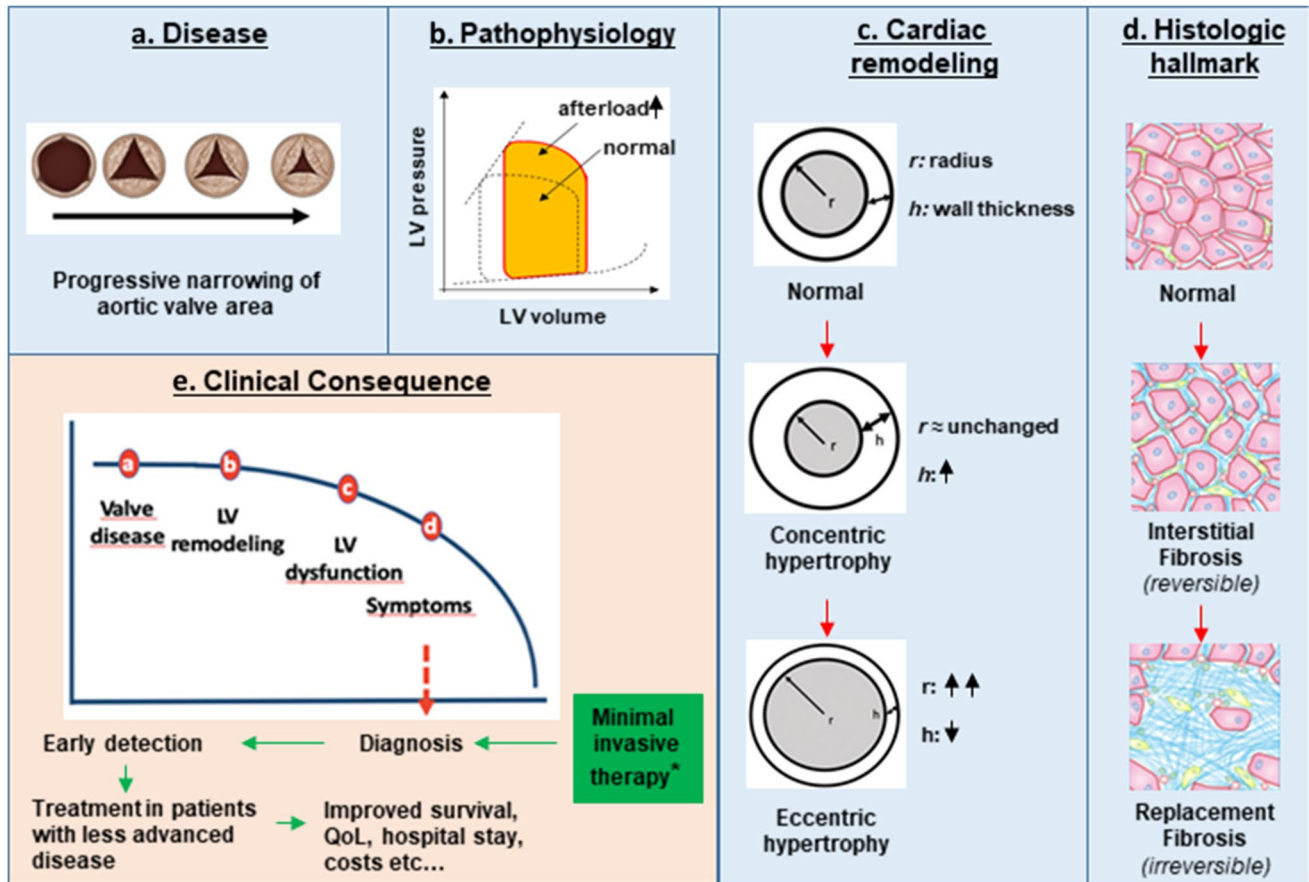 a. Disease
Progressive narrowing of
aortic valve area
b. Pathophysiology
LV pressure
afterload↑
normal
LV volume
c. Cardiac
remodeling
r
r: radius
h: wall thickness
Normal
r
h
r ≈ unchanged
h:↑
Concentric
hypertrophy
r
h
r: ↑↑
h: ↓
Eccentric
hypertrophy
d. Histologic
hallmark
Normal
Interstitial
Fibrosis
(reversible)
Replacement
Fibrosis
(irreversible)
e. Clinical Consequence
a
b
c
d
Valve
disease
LV
remodeling
LV
dysfunction
Symptoms
Minimal
invasive
therapy*
Diagnosis
Early detection
Treatment in patients
with less advanced
disease
Improved survival,
QoL, hospital stay,
costs etc...